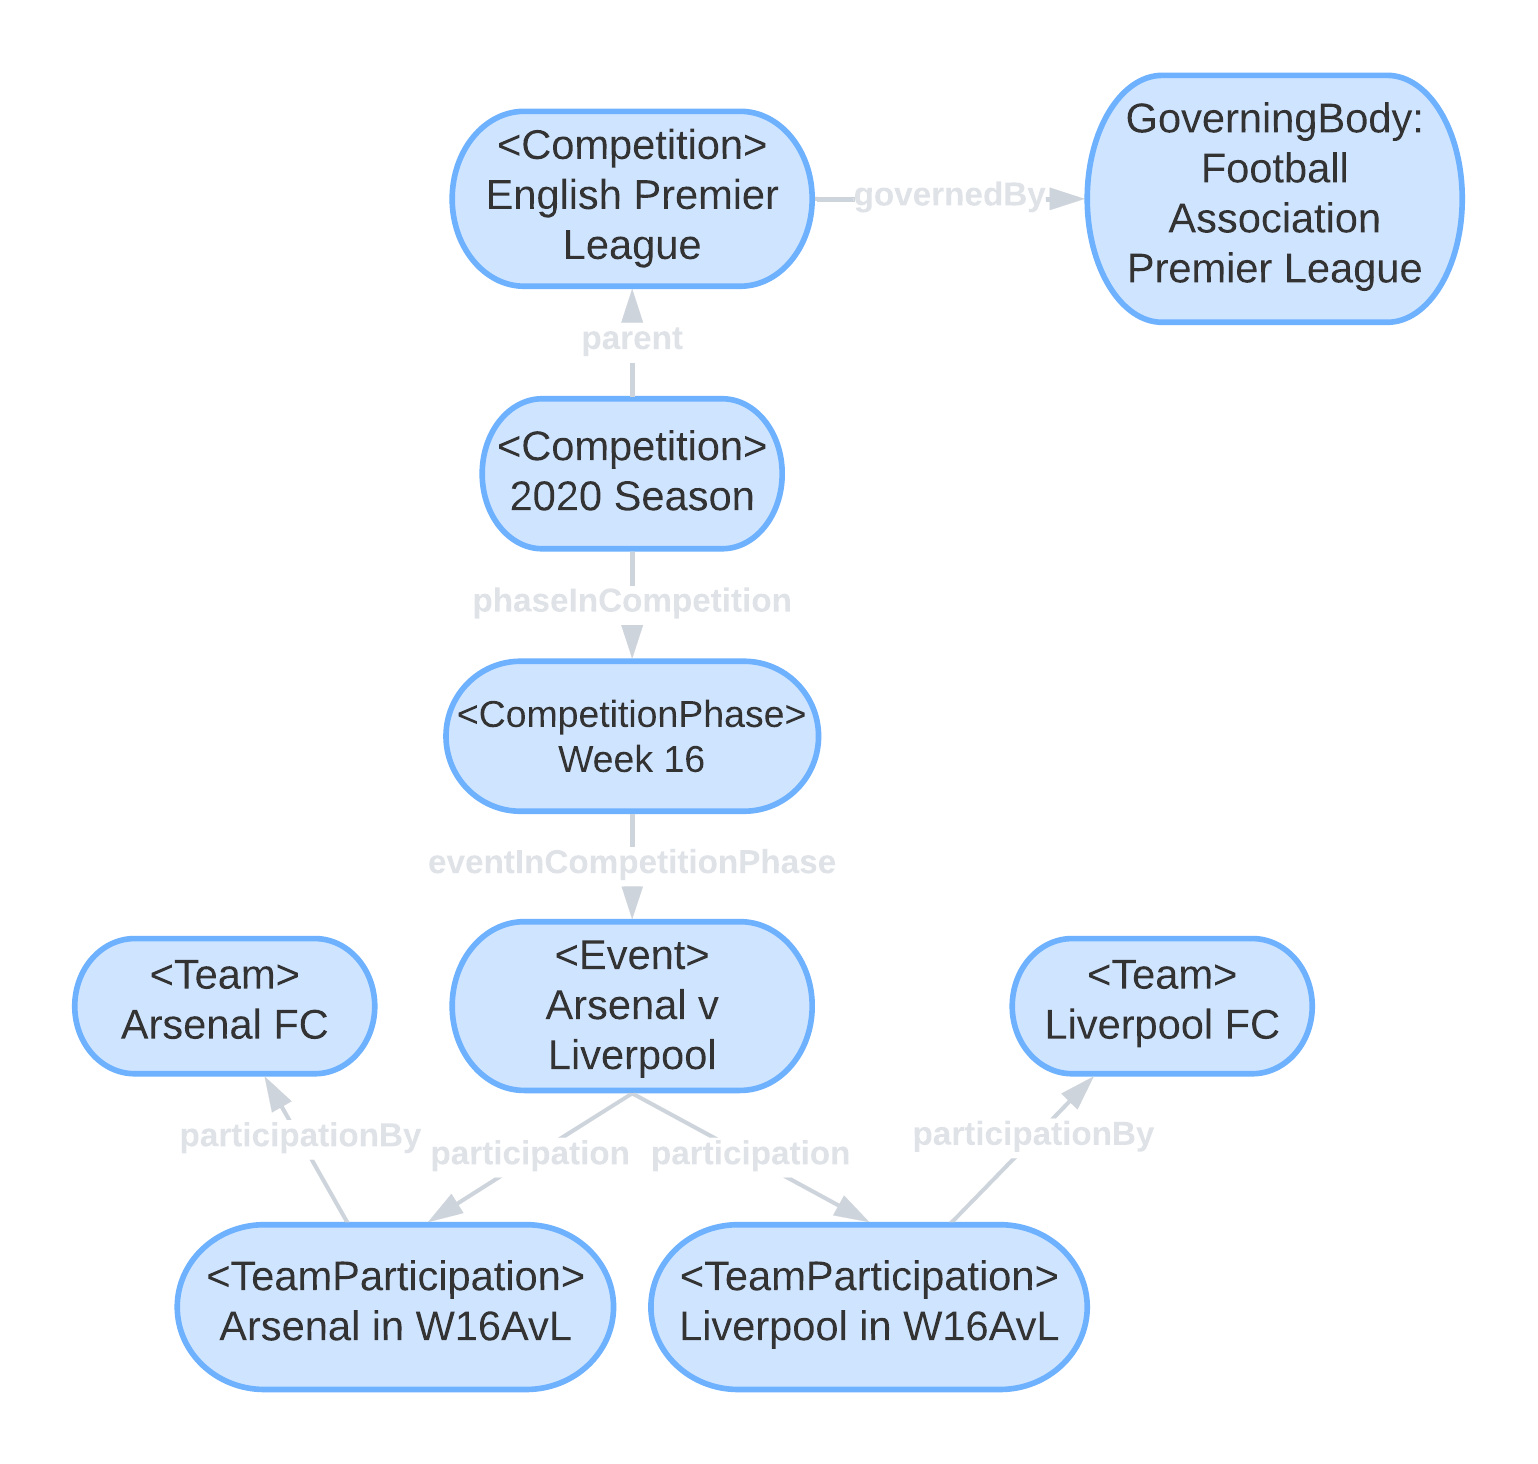 <Competition>
English Premier
League
governedBy
GoverningBody:
Football
Association
Premier League
parent
<Competition>
2020 Season
phaseInCompetition
<CompetitionPhase>
Week 16
eventInCompetitionPhase
<Team>
Arsenal FC
<Event>
Arsenal v
Liverpool
<Team>
Liverpool FC
participationBy
participation
participation
participationBy
<TeamParticipation>
Arsenal in W16AvL
<TeamParticipation>
Liverpool in W16AvL